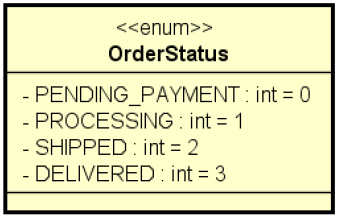 <<enum>>
OrderStatus
- PENDING_PAYMENT : int = 0
- PROCESSING : int = 1
- SHIPPED : int = 2
- DELIVERED : int = 3